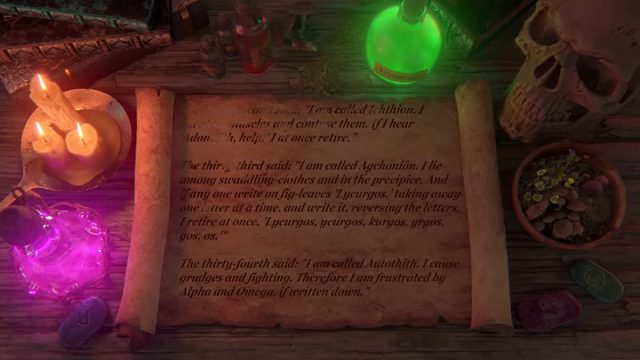 "I am called Ichthion. I
muscles and contuse them. if I hear
help!' I at once retire."
third said: "I am called Agchoniôn. I lie
among swaddling-clothes and in the precipice. And
if any one write on fig-leaves 'Lycurgos,' taking away
one letter at a time, and write it, reversing the letters,
I retire at once. 'Lycurgos, ycurgos, kurgos, yrgos,
gos, os.'"
The thirty-fourth said: "I am called Autothith. I cause
grudges and fighting. Therefore I am frustrated by
Alpha and Omega, if written down."